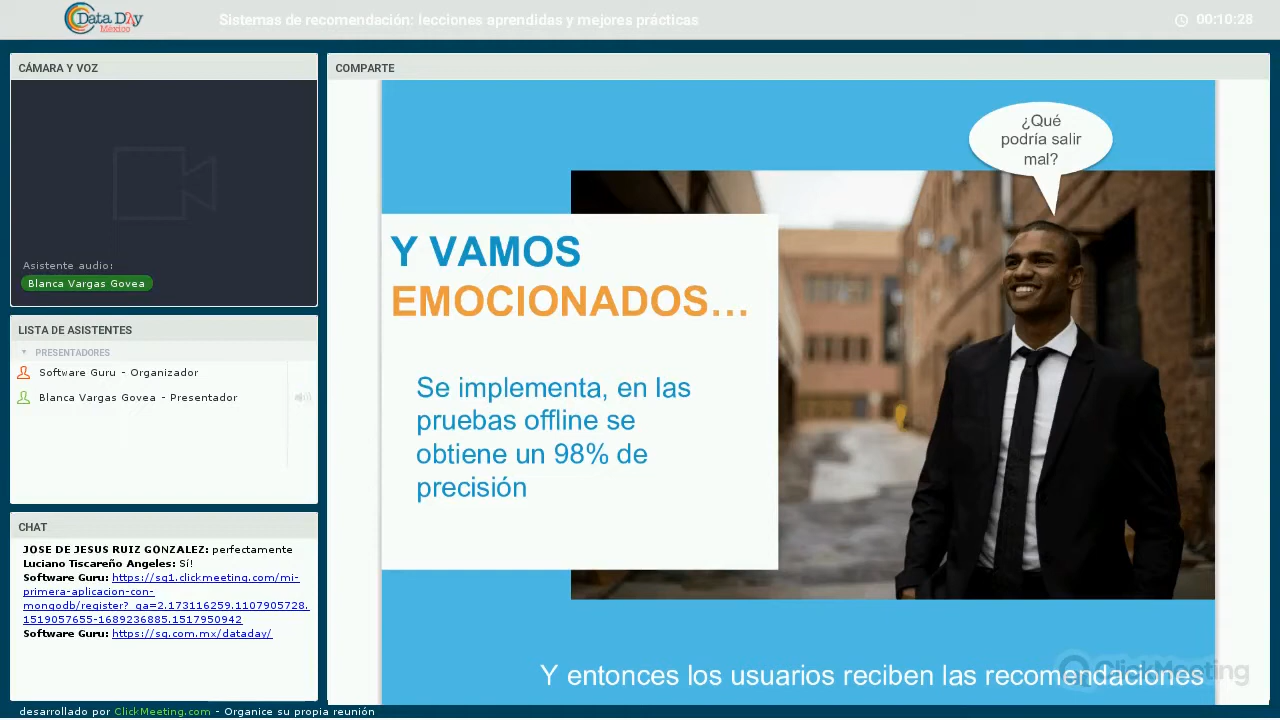 Data Day
México
Sistemas de recomendación: lecciones aprendidas y mejores prácticas
00:10:28
CÁMARA Y VOZ
Asistente audio:
Blanca Vargas Govea
LISTA DE ASISTENTES
PRESENTADORES
Software Guru - Organizador
Blanca Vargas Govea - Presentador
CHAT
JOSE DE JESUS RUIZ GONZALEZ: perfectamente
Luciano Tiscareño Angeles: Sí!
Software Guru: https://sg1.clickmeeting.com/mi-
primera-aplicacion-con-
mongodb/register?_ga=2.173116259.1107905728.
1519057655-1689236885.1517950942
Software Guru: https://sg.com.mx/dataday/
COMPARTE
¿Qué
podría salir
mal?
Y VAMOS
EMOCIONADOS...
Se implementa, en las
pruebas offline se
obtiene un 98% de
precisión
Y entonces los usuarios reciben las recomendaciones
ClickMeeting
desarrollado por ClickMeeting.com - Organice su propia reunión